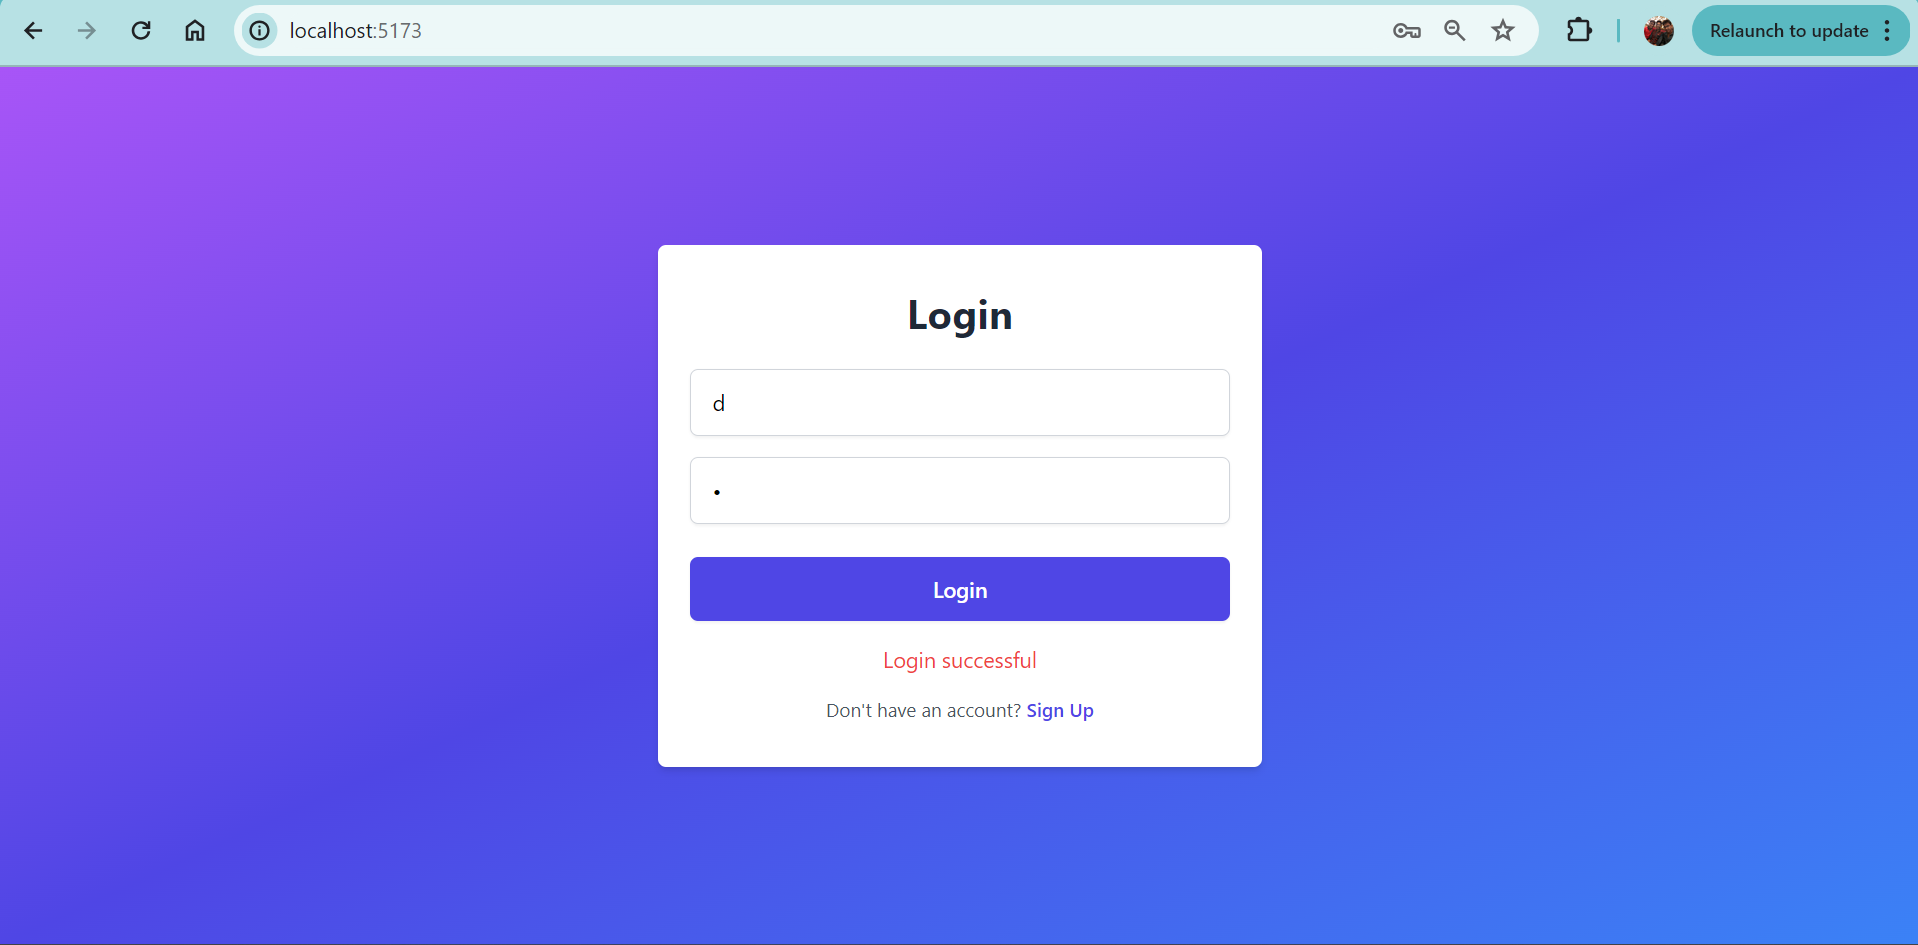 localhost:5173
Relaunch to update
Login
d
•
Login
Login successful
Don't have an account? Sign Up